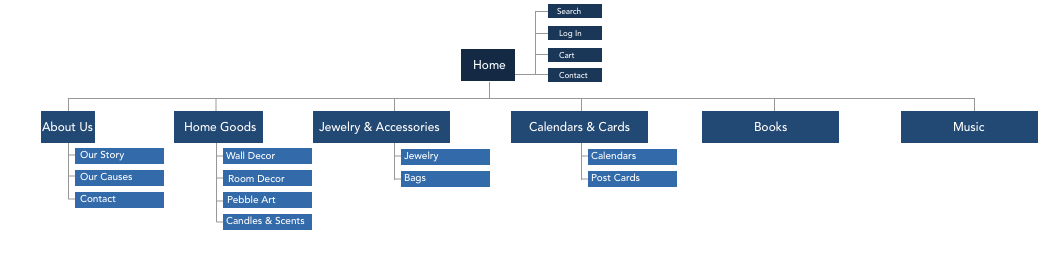 Search
Log In
Cart
Contact
Home
About Us
Home Goods
Jewelry & Accessories
Calendars & Cards
Books
Music
Our Story
Our Causes
Contact
Wall Decor
Room Decor
Pebble Art
Candles & Scents
Jewelry
Bags
Calendars
Post Cards